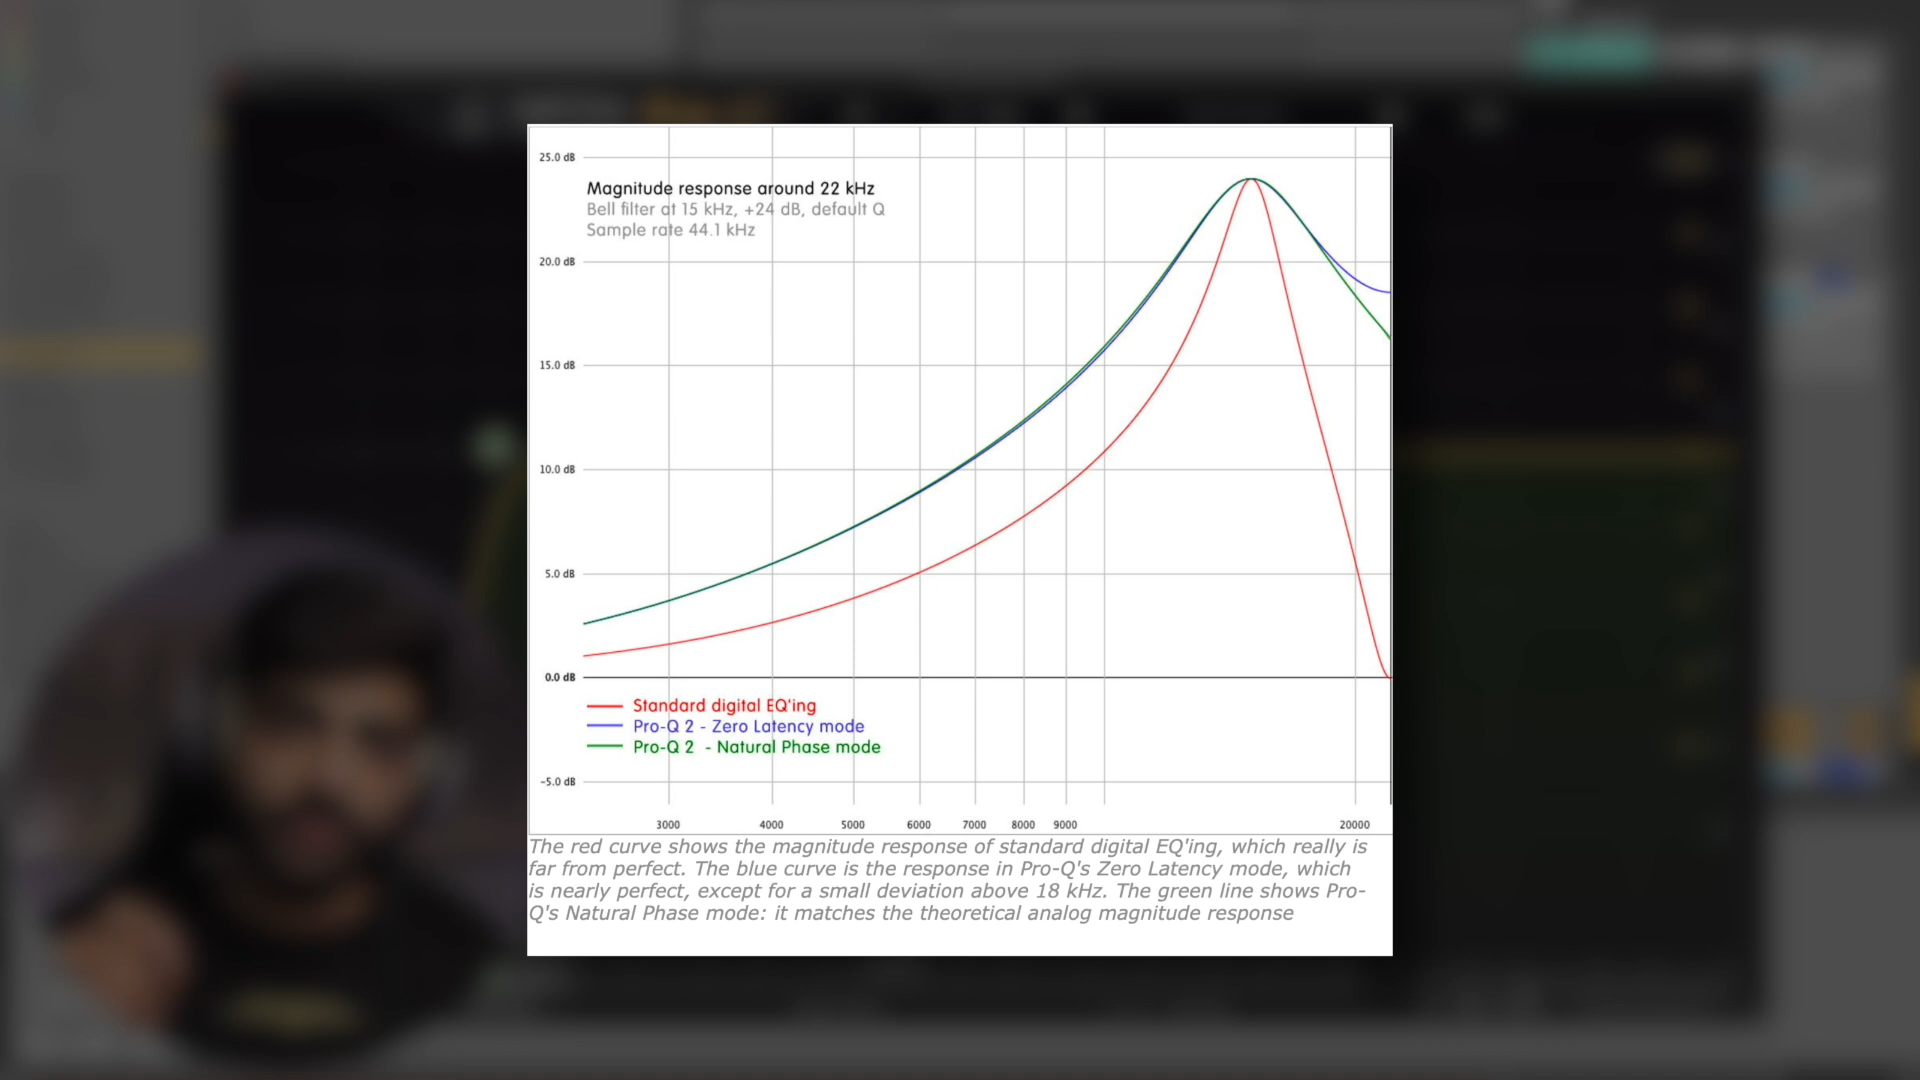 25.0 dB
Magnitude response around 22 kHz
Bell filter at 15 kHz, +24 dB, default Q
Sample rate 44.1 kHz
20.0 dB
15.0 dB
10.0 dB
5.0 dB
0.0 dB
Standard digital EQ'ing
Pro-Q 2 - Zero Latency mode
Pro-Q 2 - Natural Phase mode
-5.0 dB
3000 4000 5000 6000 7000 8000 9000 20000
The red curve shows the magnitude response of standard digital EQ'ing, which really is
far from perfect. The blue curve is the response in Pro-Q's Zero Latency mode, which
is nearly perfect, except for a small deviation above 18 kHz. The green line shows Pro-
Q's Natural Phase mode: it matches the theoretical analog magnitude response